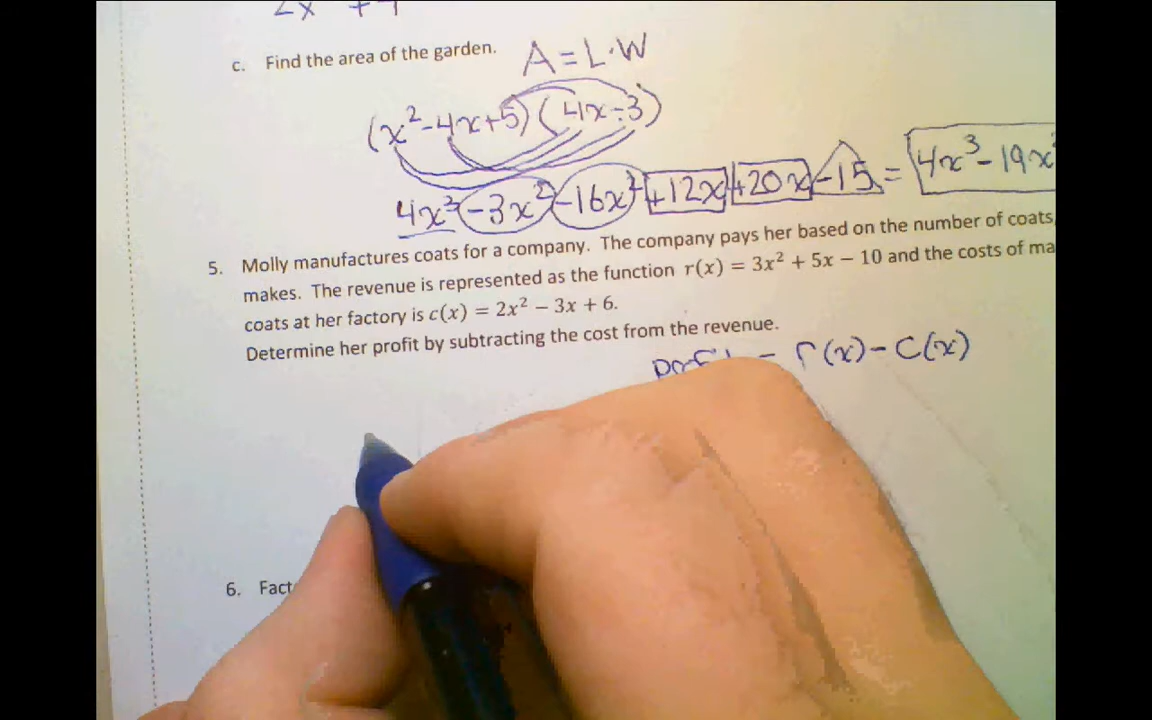 c. Find the area of the garden. A = L·W
(x²-4x+5)(4x-3)
4x³-3x²-16x²+12x+20x-15 = 4x³-19x²
5. Molly manufactures coats for a company. The company pays her based on the number of coats
makes. The revenue is represented as the function r(x) = 3x² + 5x − 10 and the costs of ma
coats at her factory is c(x) = 2x² − 3x + 6.
Determine her profit by subtracting the cost from the revenue.
= r(x)-C(x)
6. Fact